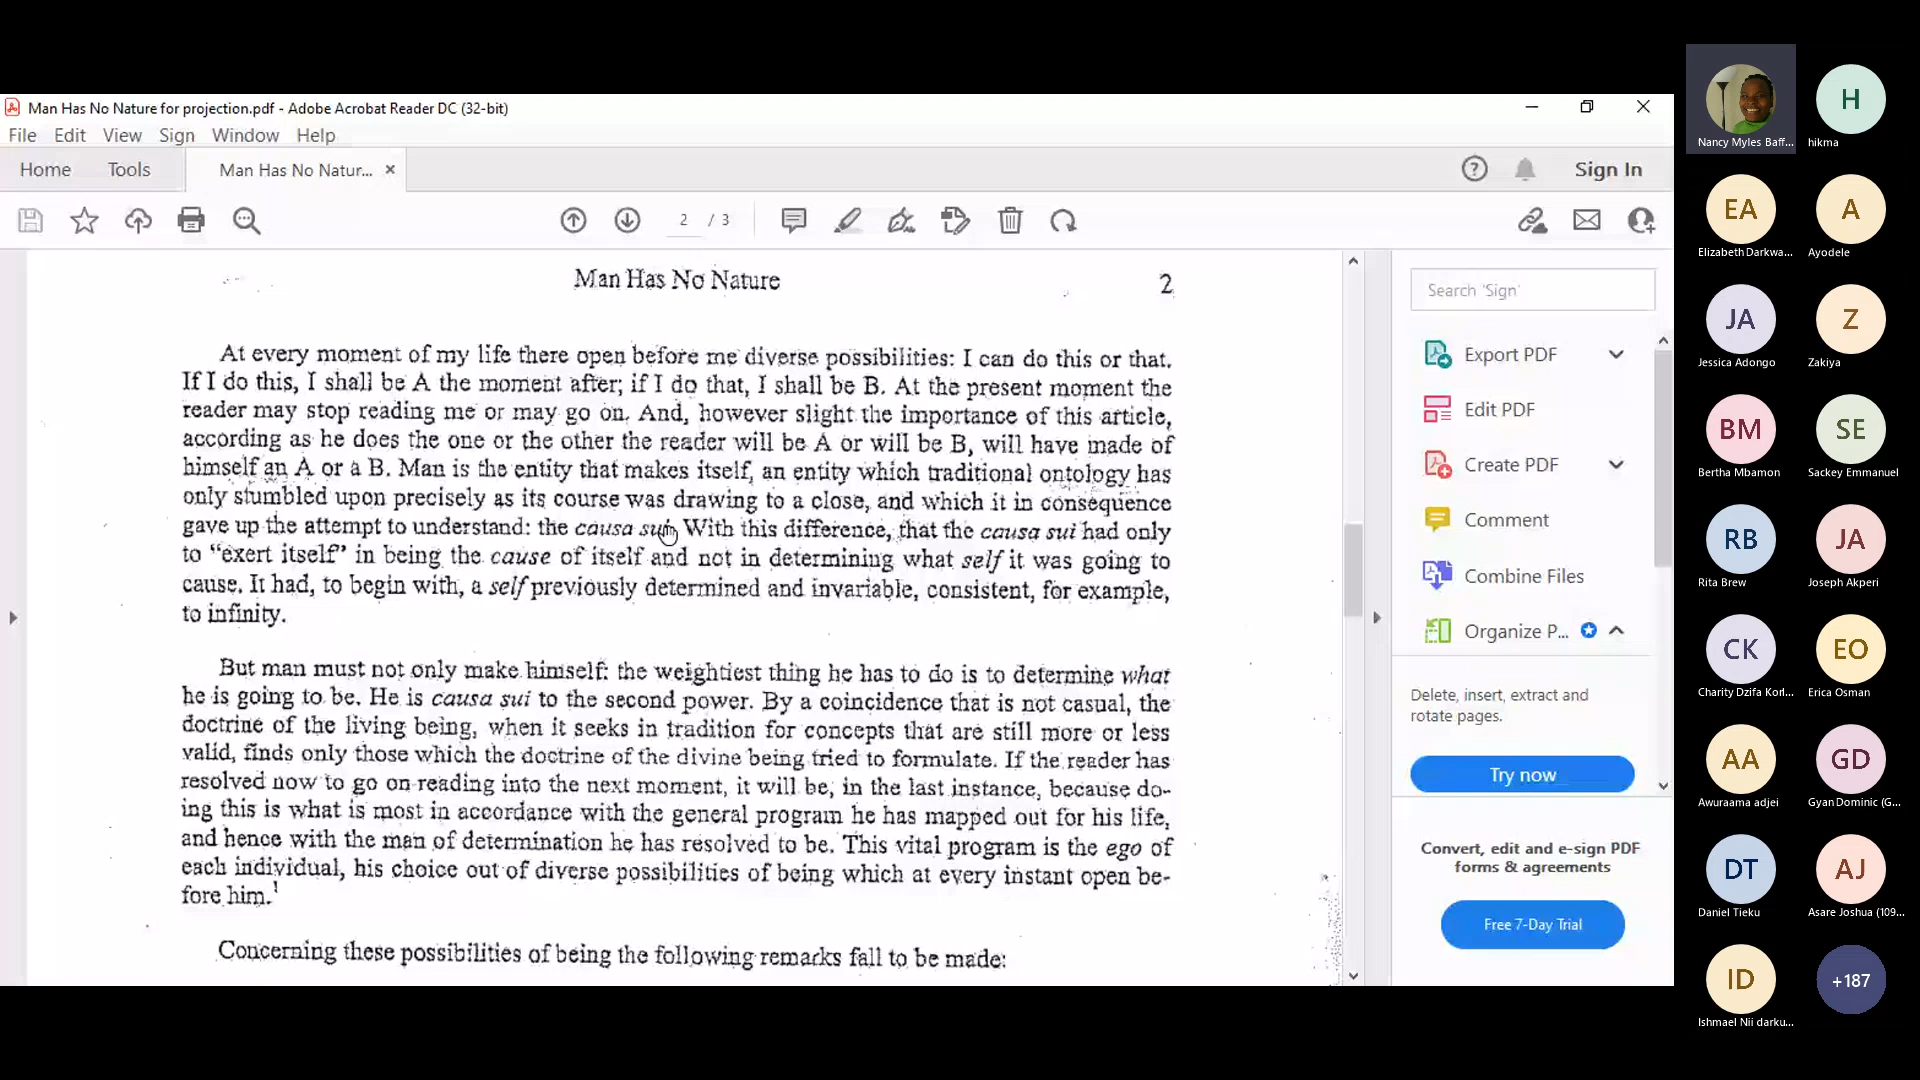 Man Has No Nature for projection.pdf - Adobe Acrobat Reader DC (32-bit)
File Edit View Sign Window Help
Home Tools Man Has No Natur... Sign In
2 / 3
Man Has No Nature 2
At every moment of my life there open before me diverse possibilities: I can do this or that.
If I do this, I shall be A the moment after; if I do that, I shall be B. At the present moment the
reader may stop reading me or may go on. And, however slight the importance of this article,
according as he does the one or the other the reader will be A or will be B, will have made of
himself an A or a B. Man is the entity that makes itself, an entity which traditional ontology has
only stumbled upon precisely as its course was drawing to a close, and which it in consequence
gave up the attempt to understand: the causa sui. With this difference, that the causa sui had only
to “exert itself” in being the cause of itself and not in determining what self it was going to
cause. It had, to begin with, a self previously determined and invariable, consistent, for example,
to infinity.
But man must not only make himself: the weightiest thing he has to do is to determine what
he is going to be. He is causa sui to the second power. By a coincidence that is not casual, the
doctrine of the living being, when it seeks in tradition for concepts that are still more or less
valid, finds only those which the doctrine of the divine being tried to formulate. If the reader has
resolved now to go on reading into the next moment, it will be, in the last instance, because do-
ing this is what is most in accordance with the general program he has mapped out for his life,
and hence with the man of determination he has resolved to be. This vital program is the ego of
each individual, his choice out of diverse possibilities of being which at every instant open be-
fore him.1
Concerning these possibilities of being the following remarks fall to be made:
Search 'Sign'
Export PDF
Edit PDF
Create PDF
Comment
Combine Files
Organize P...
Delete, insert, extract and
rotate pages.
Try now
Convert, edit and e-sign PDF
forms & agreements
Free 7-Day Trial
H
Nancy Myles Baff... hikma
EA A
Elizabeth Darkwa... Ayodele
JA Z
Jessica Adongo Zakiya
BM SE
Bertha Mbamon Sackey Emmanuel
RB JA
Rita Brew Joseph Akperi
CK EO
Charity Dzifa Korl... Erica Osman
AA GD
Awuraama adjei Gyan Dominic (G...
DT AJ
Daniel Tieku Asare Joshua (109...
ID +187
Ishmael Nii darku...